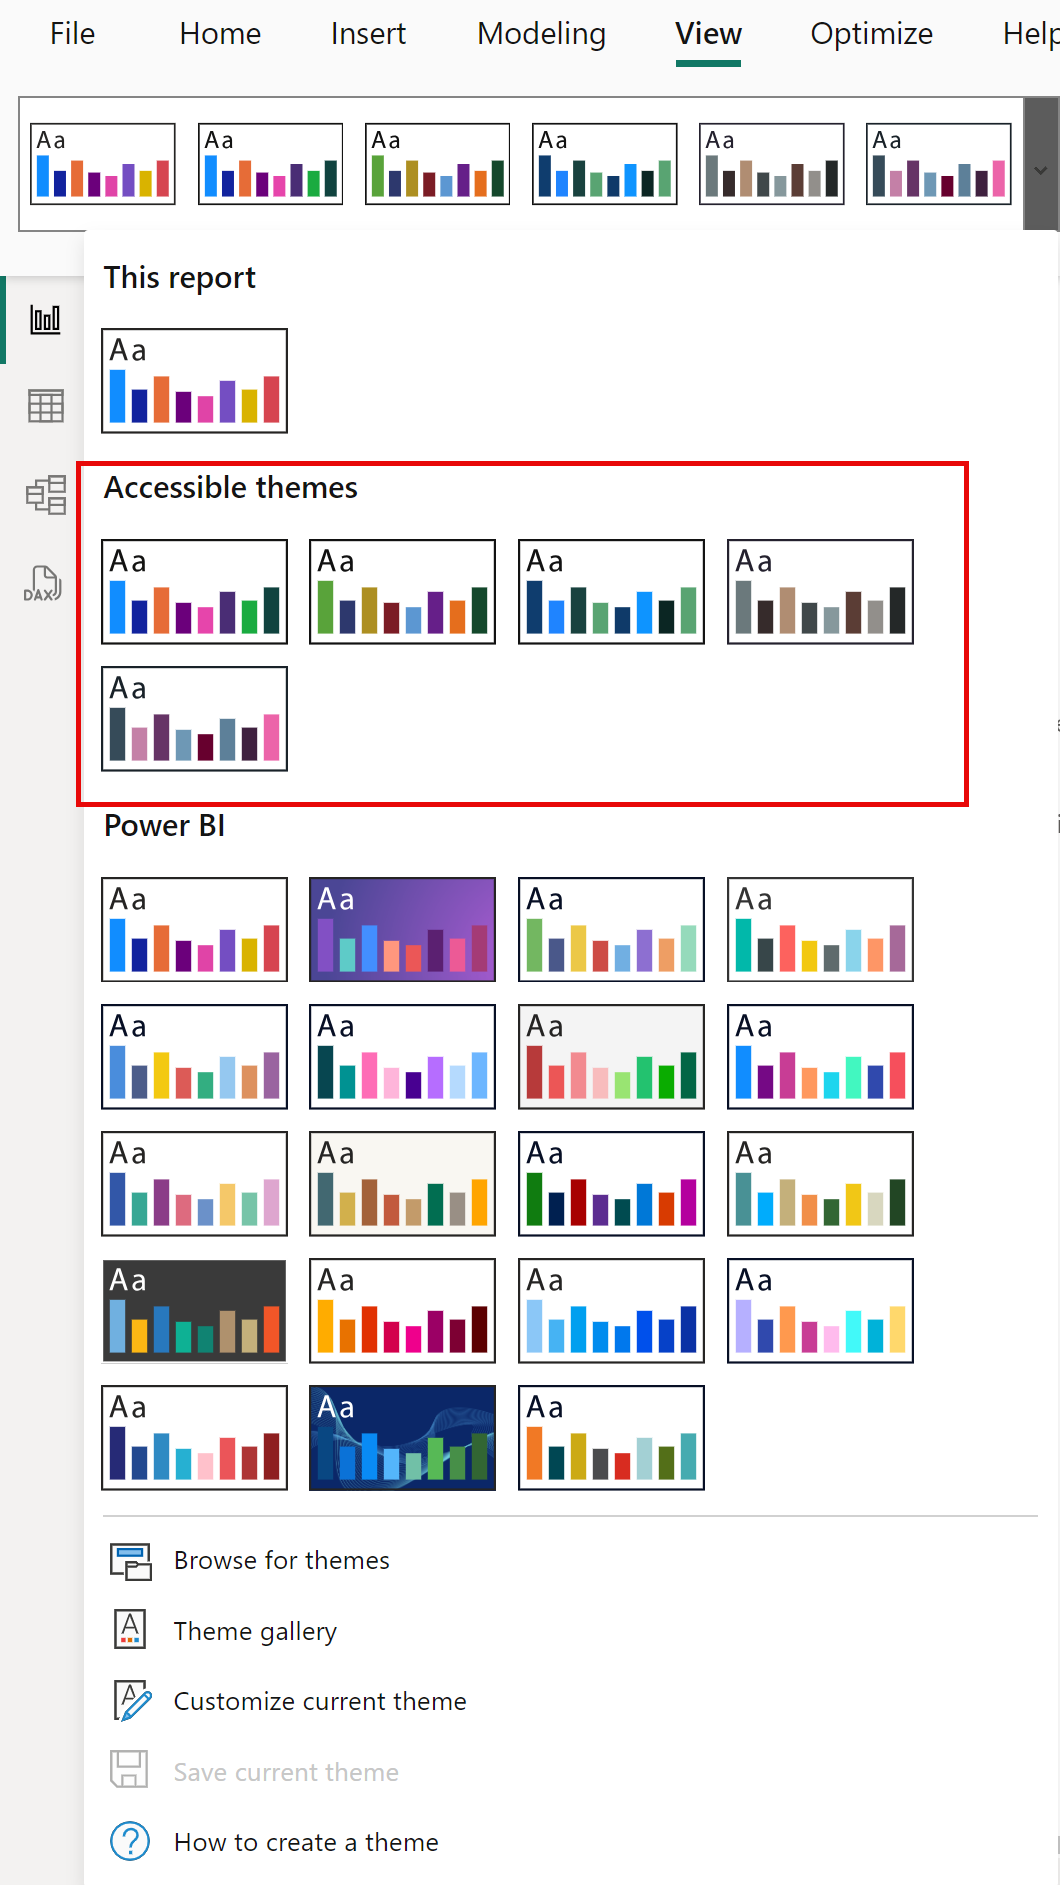 File Home Insert Modeling View Optimize Help
Aa Aa Aa Aa Aa Aa
This report
Aa
Accessible themes
Aa Aa Aa Aa
Aa
Power BI
Aa Aa Aa Aa
Aa Aa Aa Aa
Aa Aa Aa Aa
Aa Aa Aa Aa
Aa Aa Aa
DAX
Browse for themes
Theme gallery
Customize current theme
Save current theme
How to create a theme